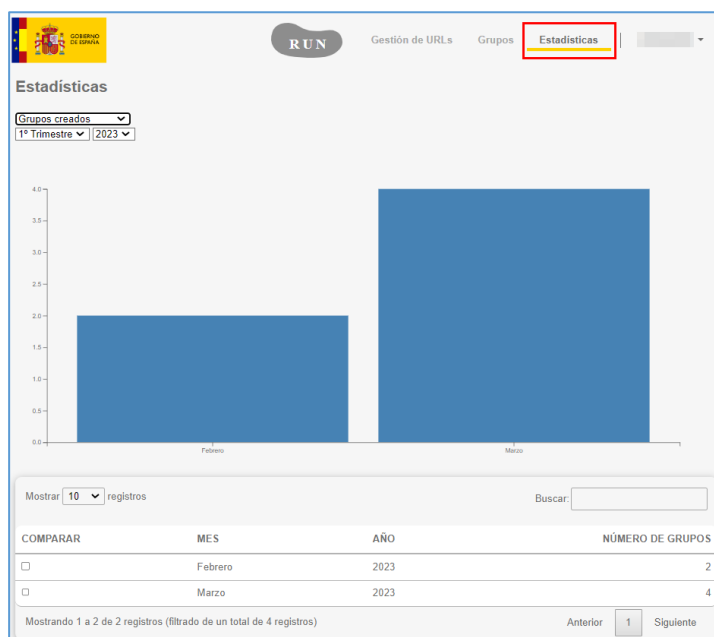 GOBIERNO
DE ESPAÑA
RUN
Gestión de URLs Grupos Estadísticas
Estadísticas
Grupos creados
1º Trimestre 2023
4.0
3.5
3.0
2.5
2.0
1.5
1.0
0.5
0.0
Febrero Marzo
Mostrar 10 registros Buscar:
COMPARAR MES AÑO NÚMERO DE GRUPOS
Febrero 2023 2
Marzo 2023 4
Mostrando 1 a 2 de 2 registros (filtrado de un total de 4 registros) Anterior 1 Siguiente